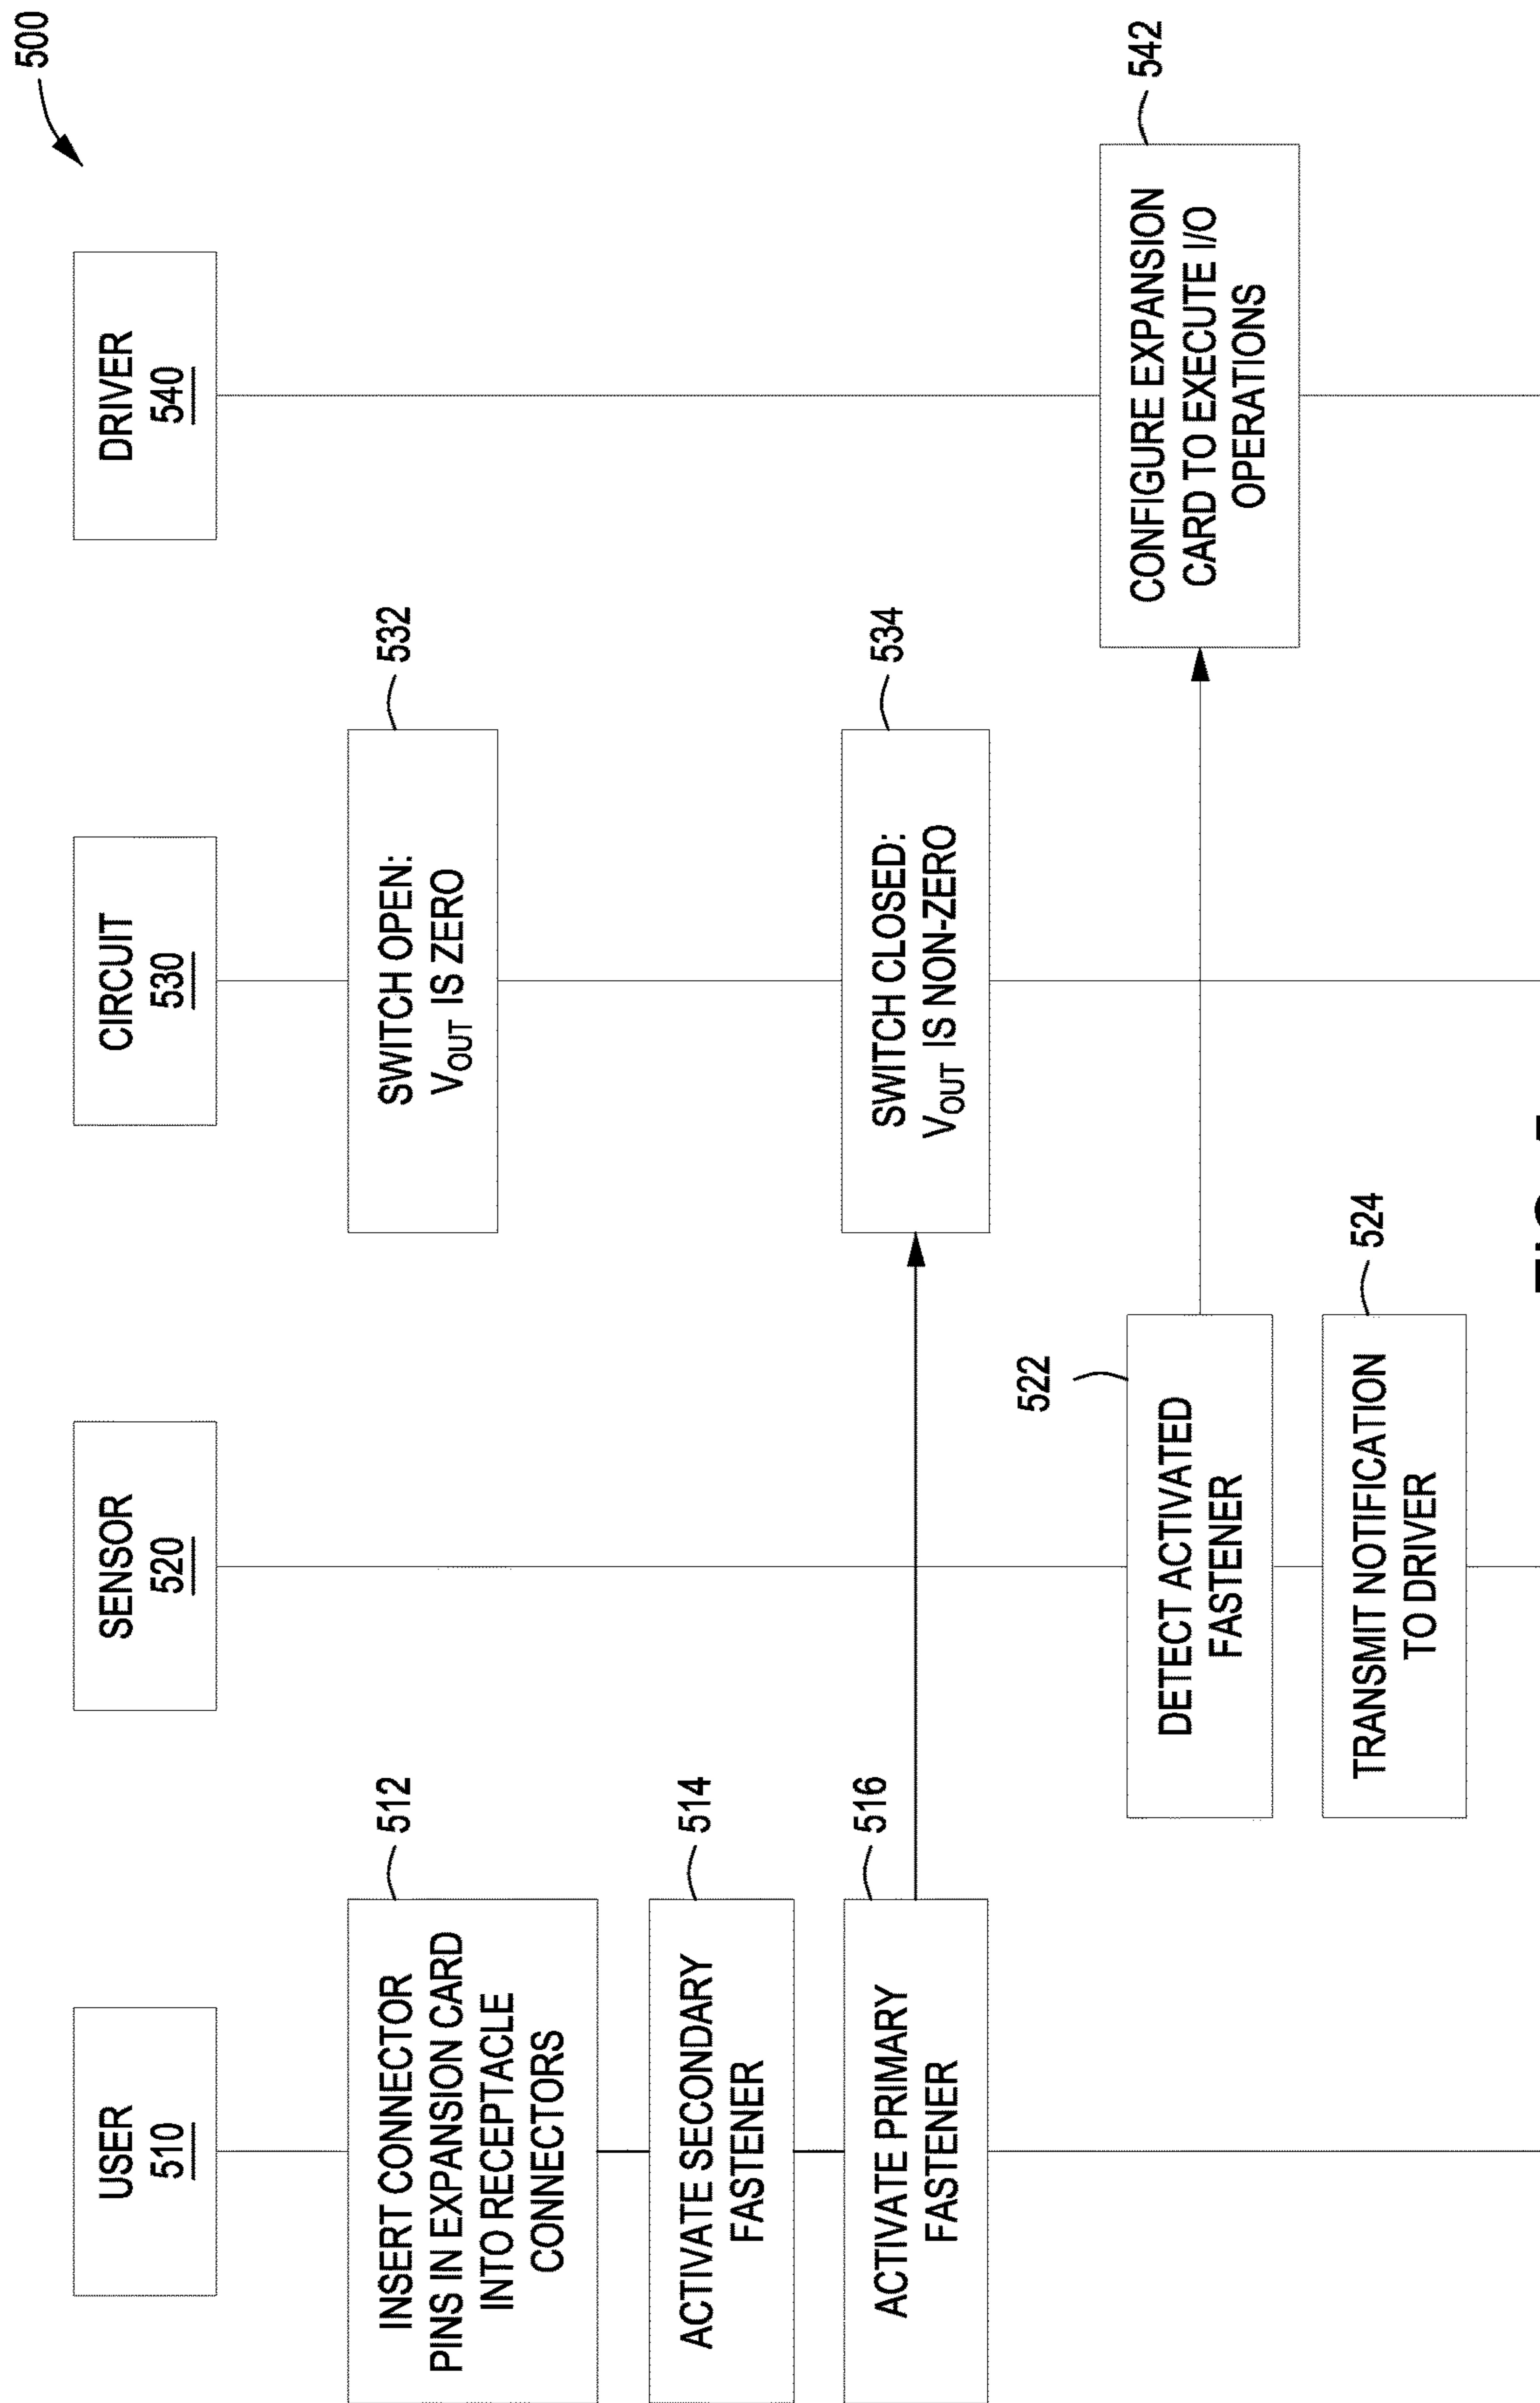 500
USER
510
SENSOR
520
CIRCUIT
530
DRIVER
540
INSERT CONNECTOR
PINS IN EXPANSION CARD
INTO RECEPTACLE
CONNECTORS
512
SWITCH OPEN:
VOUT IS ZERO
532
ACTIVATE SECONDARY
FASTENER
514
ACTIVATE PRIMARY
FASTENER
516
SWITCH CLOSED:
VOUT IS NON-ZERO
534
DETECT ACTIVATED
FASTENER
522
CONFIGURE EXPANSION
CARD TO EXECUTE I/O
OPERATIONS
542
TRANSMIT NOTIFICATION
TO DRIVER
524